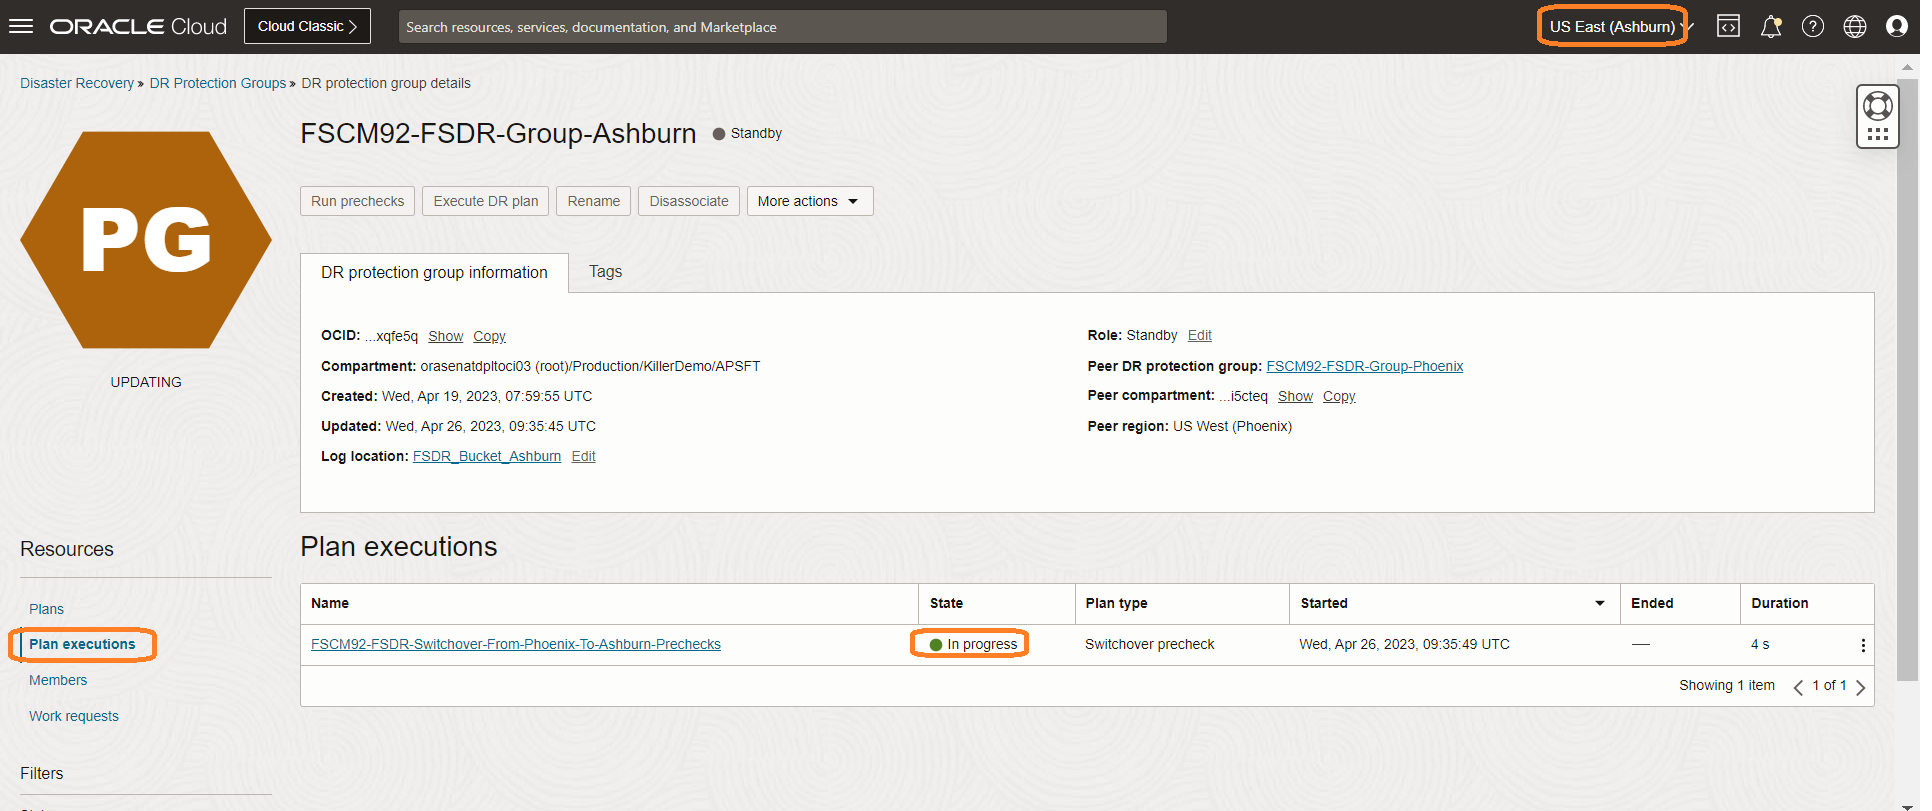 ORACLE Cloud
Cloud Classic
Search resources, services, documentation, and Marketplace
US East (Ashburn)
Disaster Recovery » DR Protection Groups » DR protection group details
PG
UPDATING
FSCM92-FSDR-Group-Ashburn
Standby
Run prechecks
Execute DR plan
Rename
Disassociate
More actions
DR protection group information
Tags
OCID: ...xqfe5q Show Copy
Compartment: orasenatdpltoci03 (root)/Production/KillerDemo/APSFT
Created: Wed, Apr 19, 2023, 07:59:55 UTC
Updated: Wed, Apr 26, 2023, 09:35:45 UTC
Log location: FSDR_Bucket_Ashburn Edit
Role: Standby Edit
Peer DR protection group: FSCM92-FSDR-Group-Phoenix
Peer compartment: ...i5cteq Show Copy
Peer region: US West (Phoenix)
Resources
Plans
Plan executions
Members
Work requests
Filters
Plan executions
Name State Plan type Started Ended Duration
FSCM92-FSDR-Switchover-From-Phoenix-To-Ashburn-Prechecks In progress Switchover precheck Wed, Apr 26, 2023, 09:35:49 UTC — 4 s
Showing 1 item 1 of 1